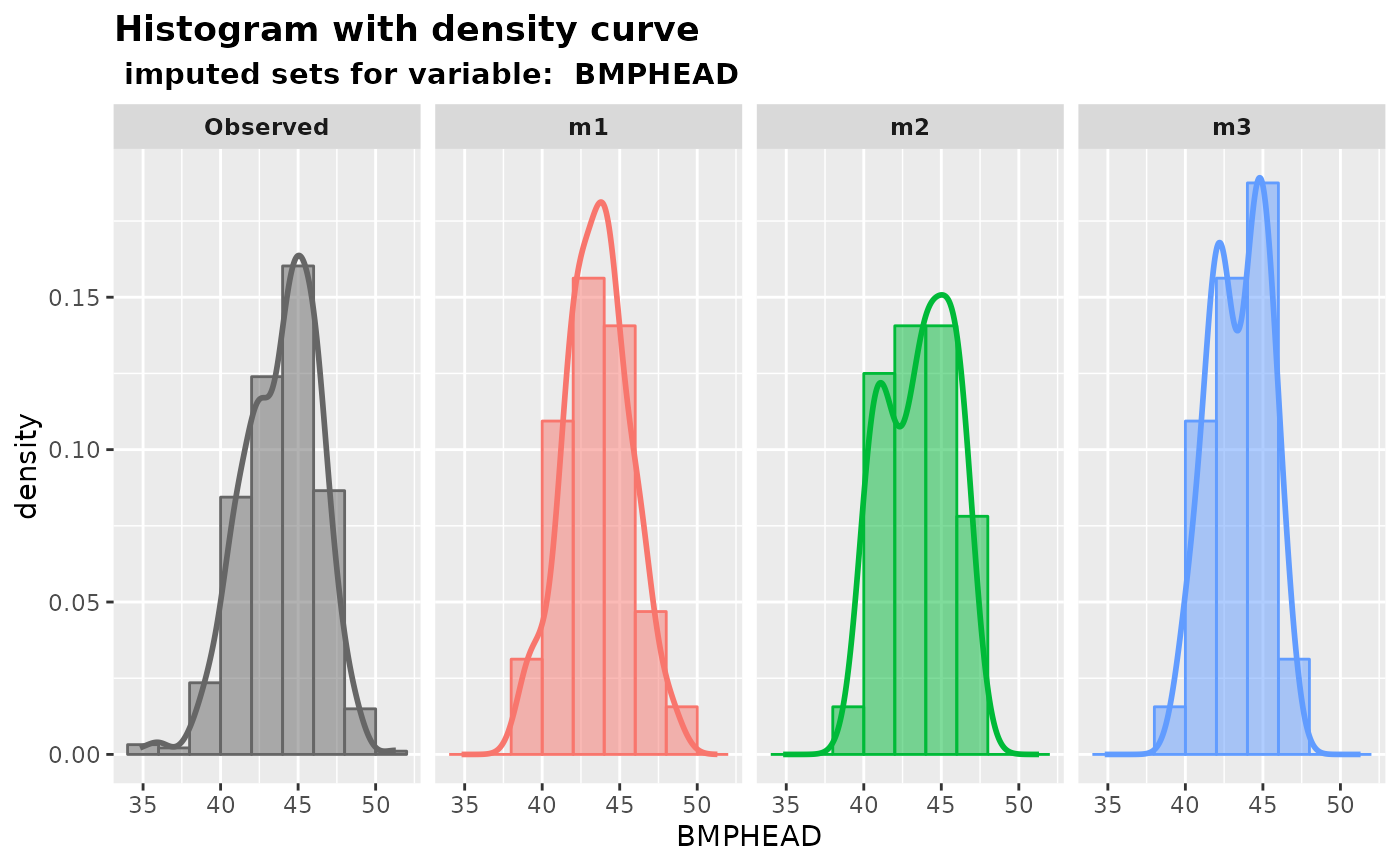 Histogram with density curve
imputed sets for variable:  BMPHEAD
Observed m1 m2 m3
density
0.15
0.10
0.05
0.00
35 40 45 50 35 40 45 50 35 40 45 50 35 40 45 50
BMPHEAD